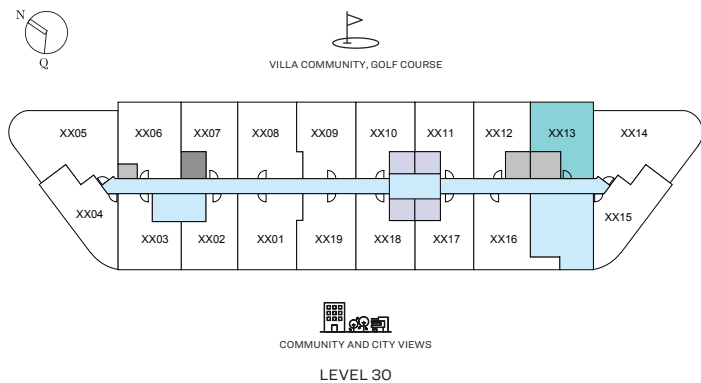 N
Q
VILLA COMMUNITY, GOLF COURSE
XX05
XX06
XX07
XX08
XX09
XX10
XX11
XX12
XX13
XX14
XX04
XX03
XX02
XX01
XX19
XX18
XX17
XX16
XX15
COMMUNITY AND CITY VIEWS
LEVEL 30